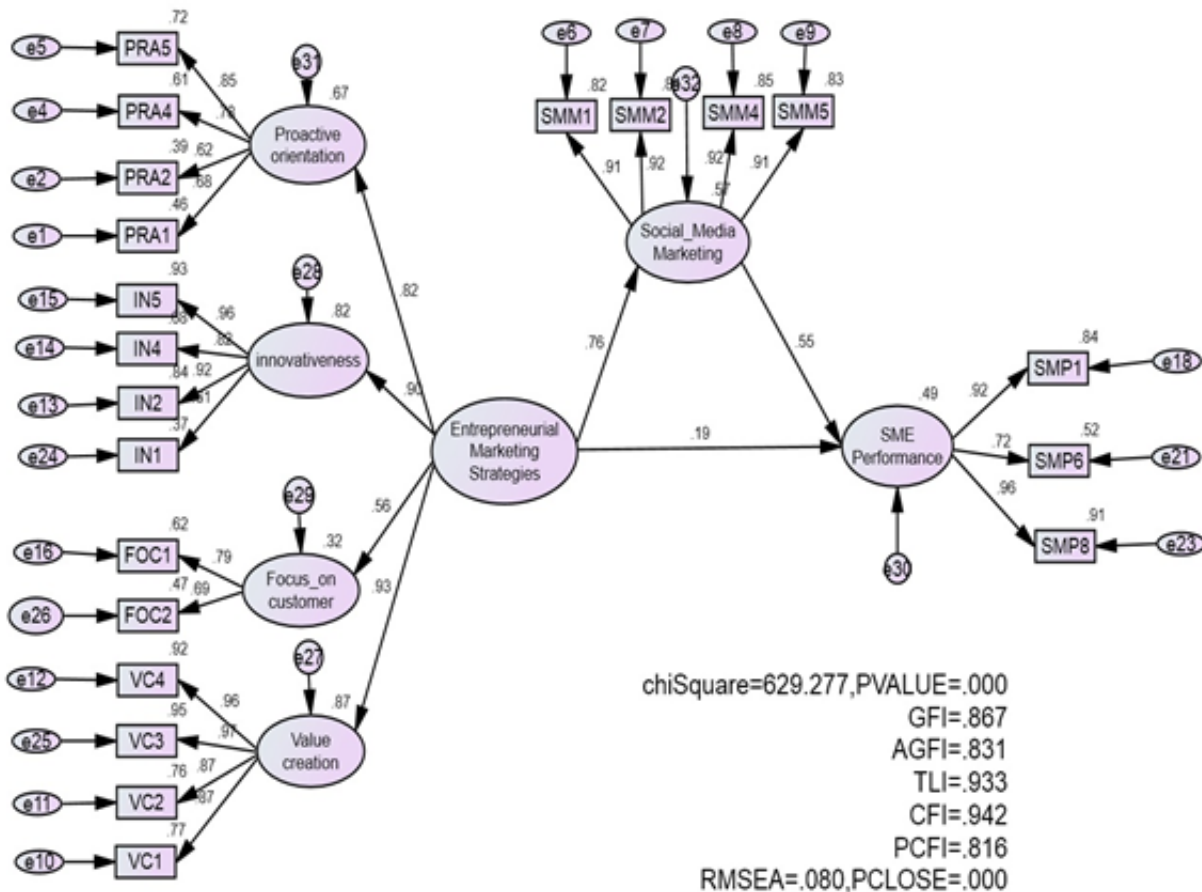 e5
PRA5
.72
.85
e4
PRA4
.61
e2
PRA2
.39
.62
e1
PRA1
.46
.68
e31
.67
Proactive
orientation
e15
IN5
.93
.96
e14
IN4
e13
IN2
.84
.92
e24
IN1
.37
e28
.82
innovativeness
.82
.90
e16
FOC1
.62
.79
e26
FOC2
.47
.69
e29
.32
Focus_on
customer
.56
.93
e12
VC4
.92
.96
e25
VC3
.95
.97
e11
VC2
.76
.87
e10
VC1
.77
.87
e27
.87
Value
creation
Entrepreneurial
Marketing
Strategies
e6
e7
e8
e9
.82
e32
.85
.83
SMM1
SMM2
SMM4
SMM5
.91
.92
.92
.91
.57
Social_Media
Marketing
.76
.55
.19
.49
SME
Performance
e30
.84
SMP1
e18
.92
.52
SMP6
e21
.72
.91
SMP8
e23
.96
chiSquare=629.277,PVALUE=.000
GFI=.867
AGFI=.831
TLI=.933
CFI=.942
PCFI=.816
RMSEA=.080,PCLOSE=.000